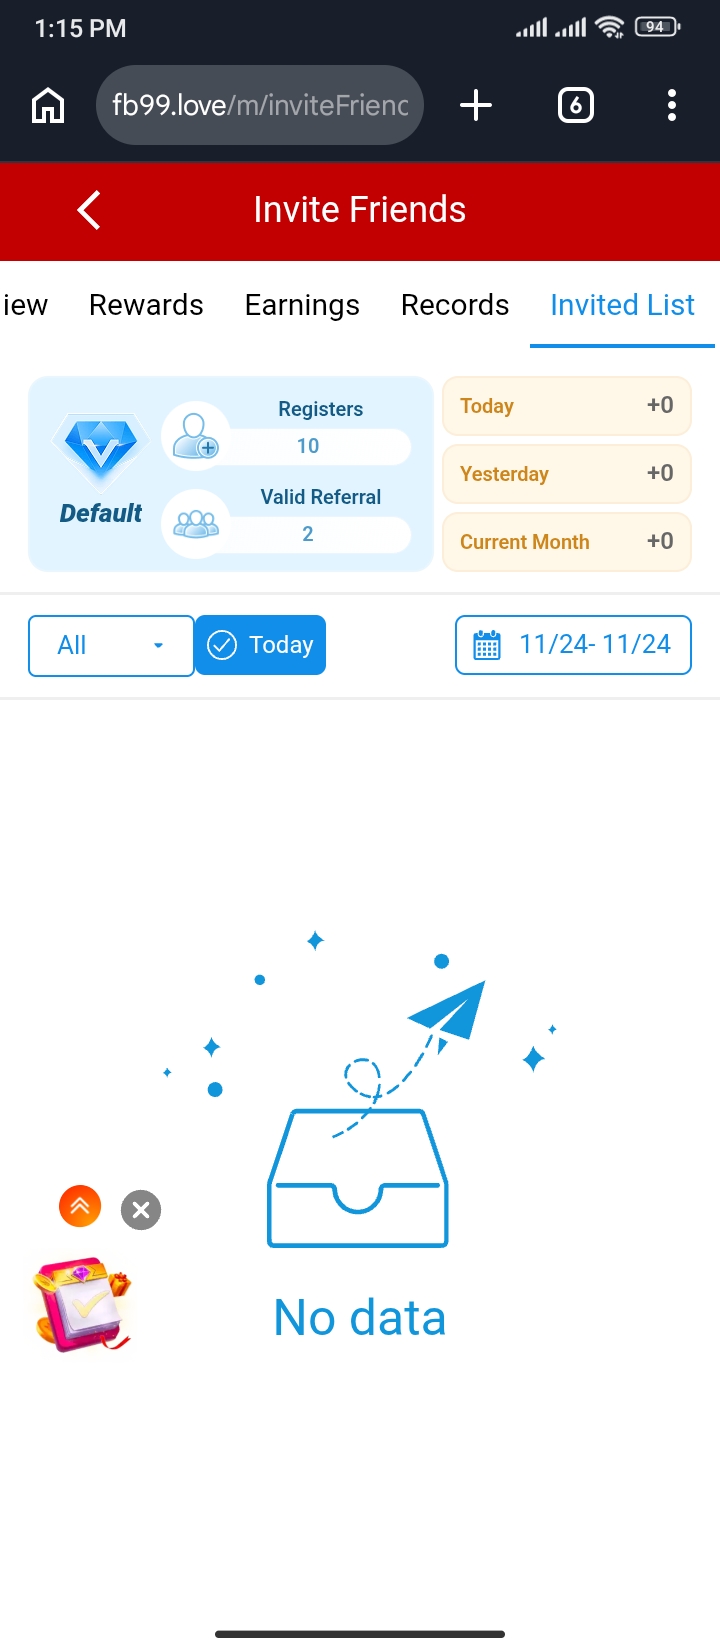 1:15 PM
94
fb99.love/m/inviteFrienc
6
Invite Friends
iew Rewards Earnings Records Invited List
Registers
10
Valid Referral
2
Default
Today +0
Yesterday +0
Current Month +0
All
Today
11/24- 11/24
No data